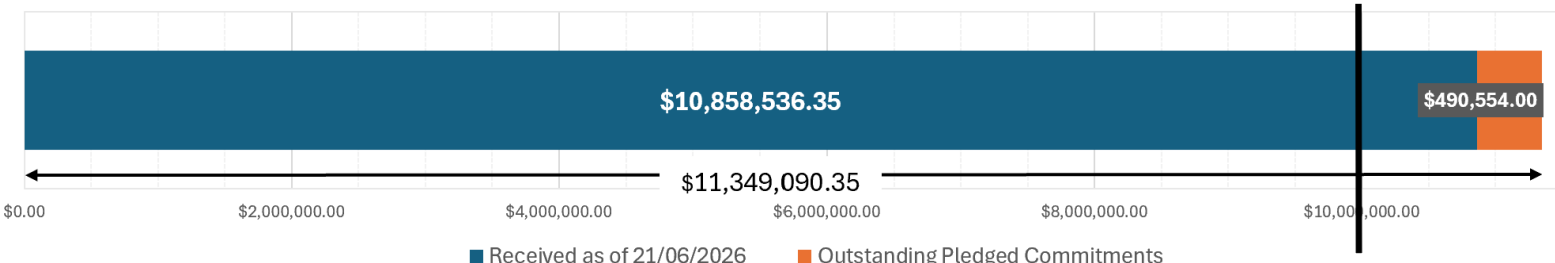 $10,858,536.35
$490,554.00
$11,349,090.35
$0.00 $2,000,000.00 $4,000,000.00 $6,000,000.00 $8,000,000.00 $10,000,000.00
Received as of 21/06/2026 Outstanding Pledged Commitments